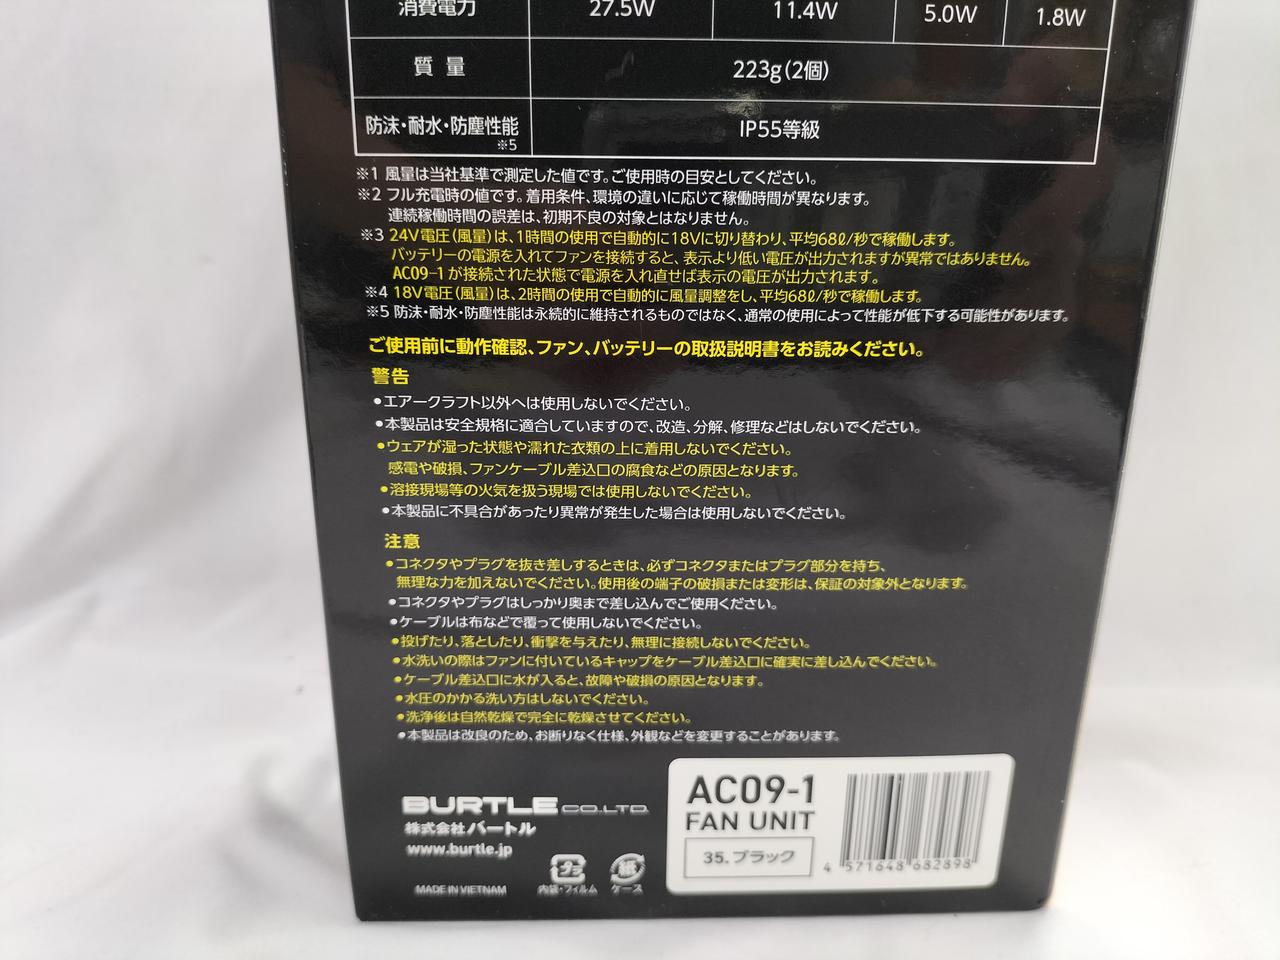 消費電力 27.5W 11.4W 5.0W 1.8W
質量 223g(2個)
防沫・耐水・防塵性能 IP55等級
※5
※1 風量は当社基準で測定した値です。ご使用時の目安としてください。
※2 フル充電時の値です。着用条件、環境の違いに応じて稼働時間が異なります。
連続稼働時間の誤差は、初期不良の対象とはなりません。
※3 24V電圧(風量)は、1時間の使用で自動的に18Vに切り替わり、平均68ℓ/秒で稼働します。
バッテリーの電源を入れてファンを接続すると、表示より低い電圧が出力されますが異常ではありません。
AC09-1が接続された状態で電源を入れ直せば表示の電圧が出力されます。
※4 18V電圧(風量)は、2時間の使用で自動的に風量調整をし、平均68ℓ/秒で稼働します。
※5 防沫・耐水・防塵性能は永続的に維持されるものではなく、通常の使用によって性能が低下する可能性があります。
ご使用前に動作確認、ファン、バッテリーの取扱説明書をお読みください。
警告
●エアークラフト以外へは使用しないでください。
●本製品は安全規格に適合していますので、改造、分解、修理などはしないでください。
●ウェアが湿った状態や濡れた衣類の上に着用しないでください。
感電や破損、ファンケーブル差込口の腐食などの原因となります。
●溶接現場等の火気を扱う現場では使用しないでください。
●本製品に不具合があったり異常が発生した場合は使用しないでください。
注意
●コネクタやプラグを抜き差しするときは、必ずコネクタまたはプラグ部分を持ち、
無理な力を加えないでください。使用後の端子の破損または変形は、保証の対象外となります。
●コネクタやプラグはしっかり奥まで差し込んでご使用ください。
●ケーブルは布などで覆って使用しないでください。
●投げたり、落としたり、衝撃を与えたり、無理に接続しないでください。
●水洗いの際はファンに付いているキャップをケーブル差込口に確実に差し込んでください。
●ケーブル差込口に水が入ると、故障や破損の原因となります。
●水圧のかかる洗い方はしないでください。
●洗浄後は自然乾燥で完全に乾燥させてください。
●本製品は改良のため、お断りなく仕様、外観などを変更することがあります。
BURTLE CO.LTD.
株式会社バートル
www.burtle.jp
MADE IN VIETNAM
プラ
内袋・フィルム
紙
ケース
AC09-1
FAN UNIT
35.ブラック
4 571648 682898